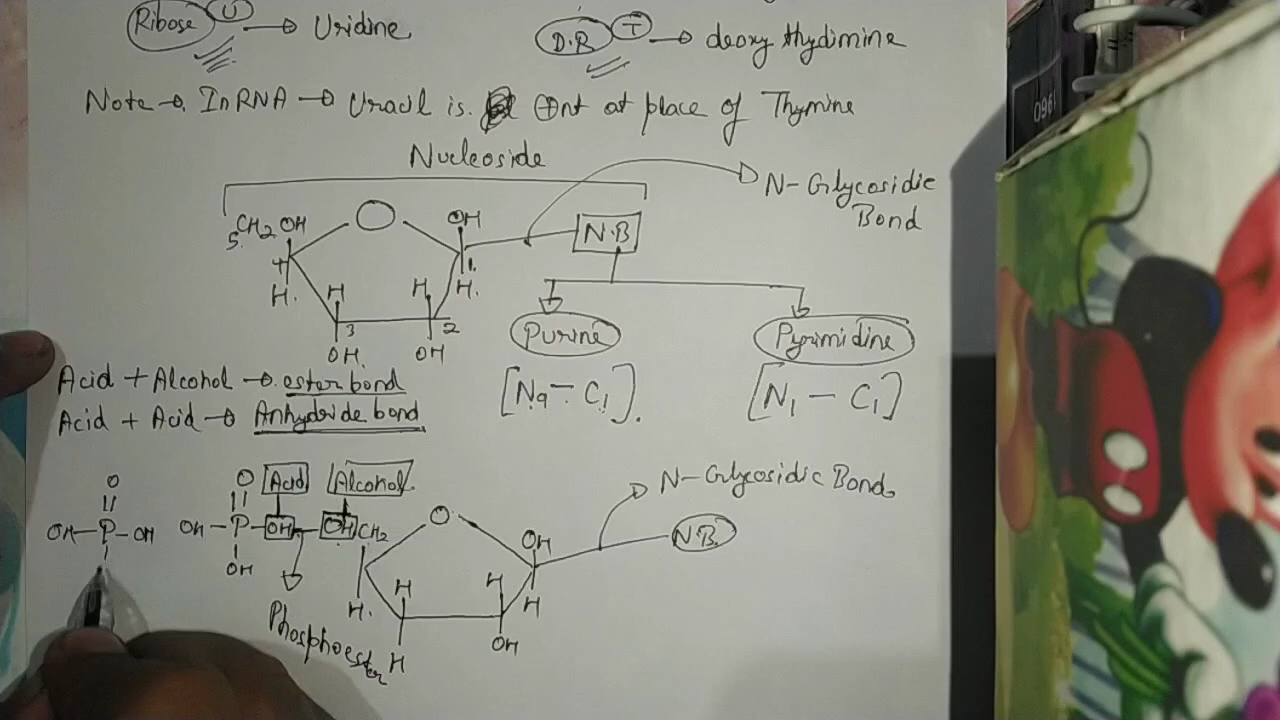 Ribose U → Uridine
D.R T → deoxy thydimine
Note → In RNA → Uracil is ⊕nt at place of Thymine
Nucleoside
N-Glycosidic
Bond
CH2 OH
5.
O
OH
N.B
4
1.
H.
H
H
H.
3
2
OH
OH
Purine
Pyrimidine
Acid + Alcohol → ester bond
[N9 - C1].
[N1 - C1]
Acid + Acid → Anhydride bond
O
O
Acid
Alcohol
N-Glycosidic Bond
OH-P-OH
OH-P-OH
OH CH2
O
OH
N.B.
OH
H.
H
H
H
Phosphoester
H
OH
0961